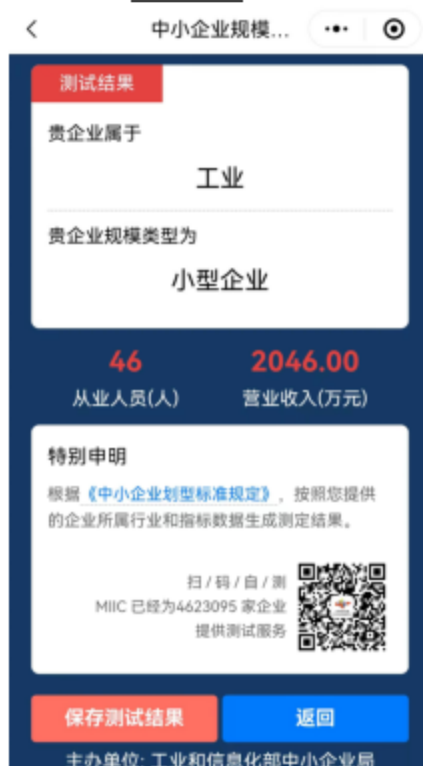 中小企业规模...
测试结果
贵企业属于
工业
贵企业规模类型为
小型企业
46
2046.00
从业人员(人)
营业收入(万元)
特别申明
根据《中小企业划型标准规定》，按照您提供
的企业所属行业和指标数据生成测定结果。
扫/码/自/测
MIIC 已经为4623095 家企业
提供测试服务
保存测试结果
返回
主办单位: 工业和信息化部中小企业局